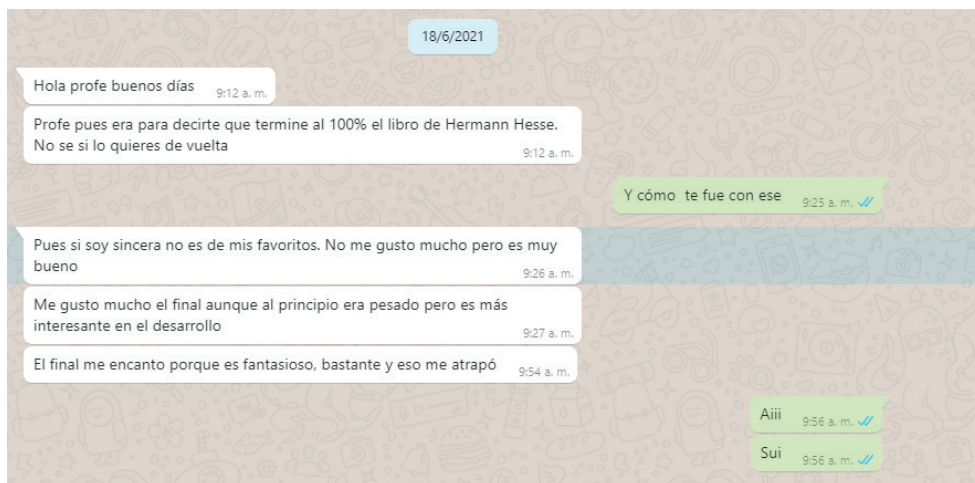 18/6/2021
Hola profe buenos días 9:12 a. m.
Profe pues era para decirte que termine al 100% el libro de Hermann Hesse.
No se si lo quieres de vuelta 9:12 a. m.
Y cómo te fue con ese 9:25 a. m.
Pues si soy sincera no es de mis favoritos. No me gusto mucho pero es muy
bueno 9:26 a. m.
Me gusto mucho el final aunque al principio era pesado pero es más
interesante en el desarrollo 9:27 a. m.
El final me encanto porque es fantasioso, bastante y eso me atrapó 9:54 a. m.
Aiii 9:56 a. m.
Sui 9:56 a. m.